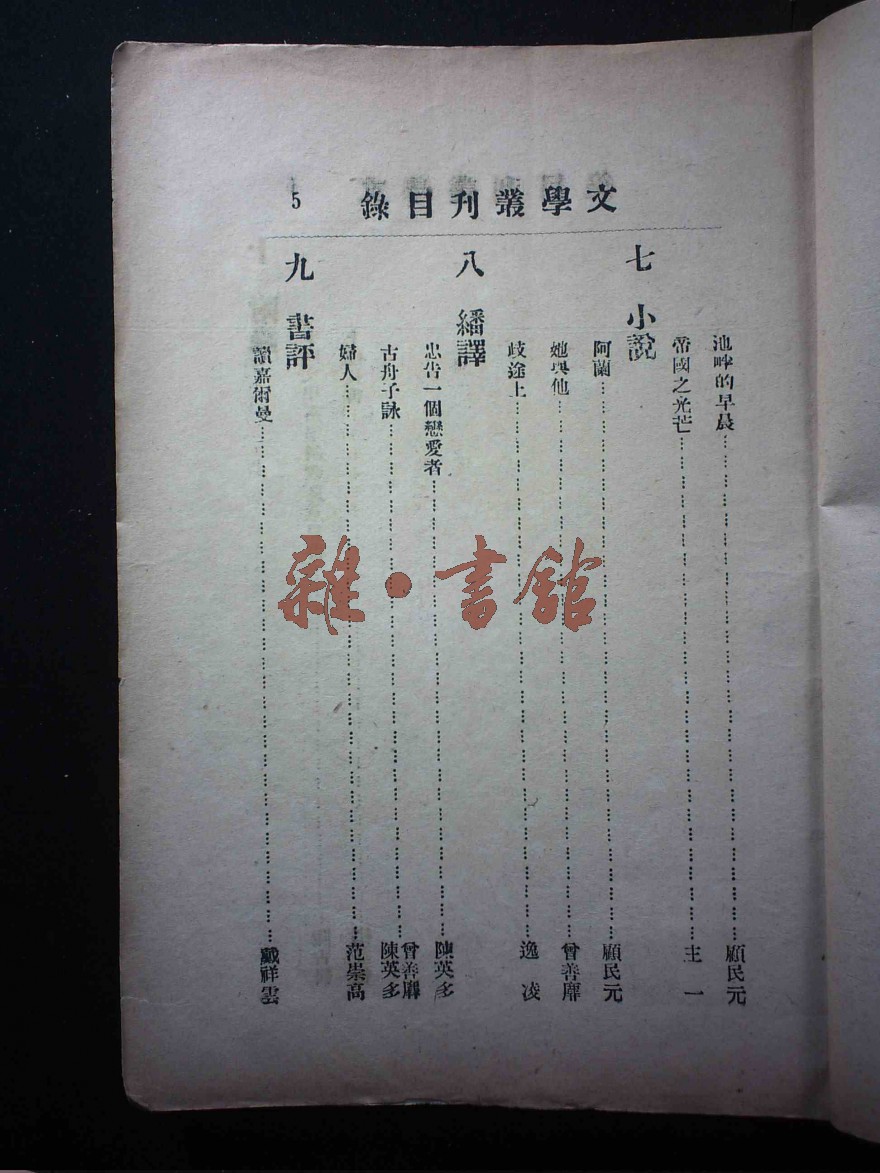 文學叢刊目錄
5
池畔的早晨…………顧民元
帝國之光芒…………主一
七 小說
阿蘭…………顧民元
她與他…………曾善𪋤
歧途上…………逸凌
八 繙譯
忠告一個戀愛者…………陳英多
古舟子詠…………曾善 陳英多
婦人…………范崇高
九 書評
讀嘉爾曼…………戴祥雲
雜·書館